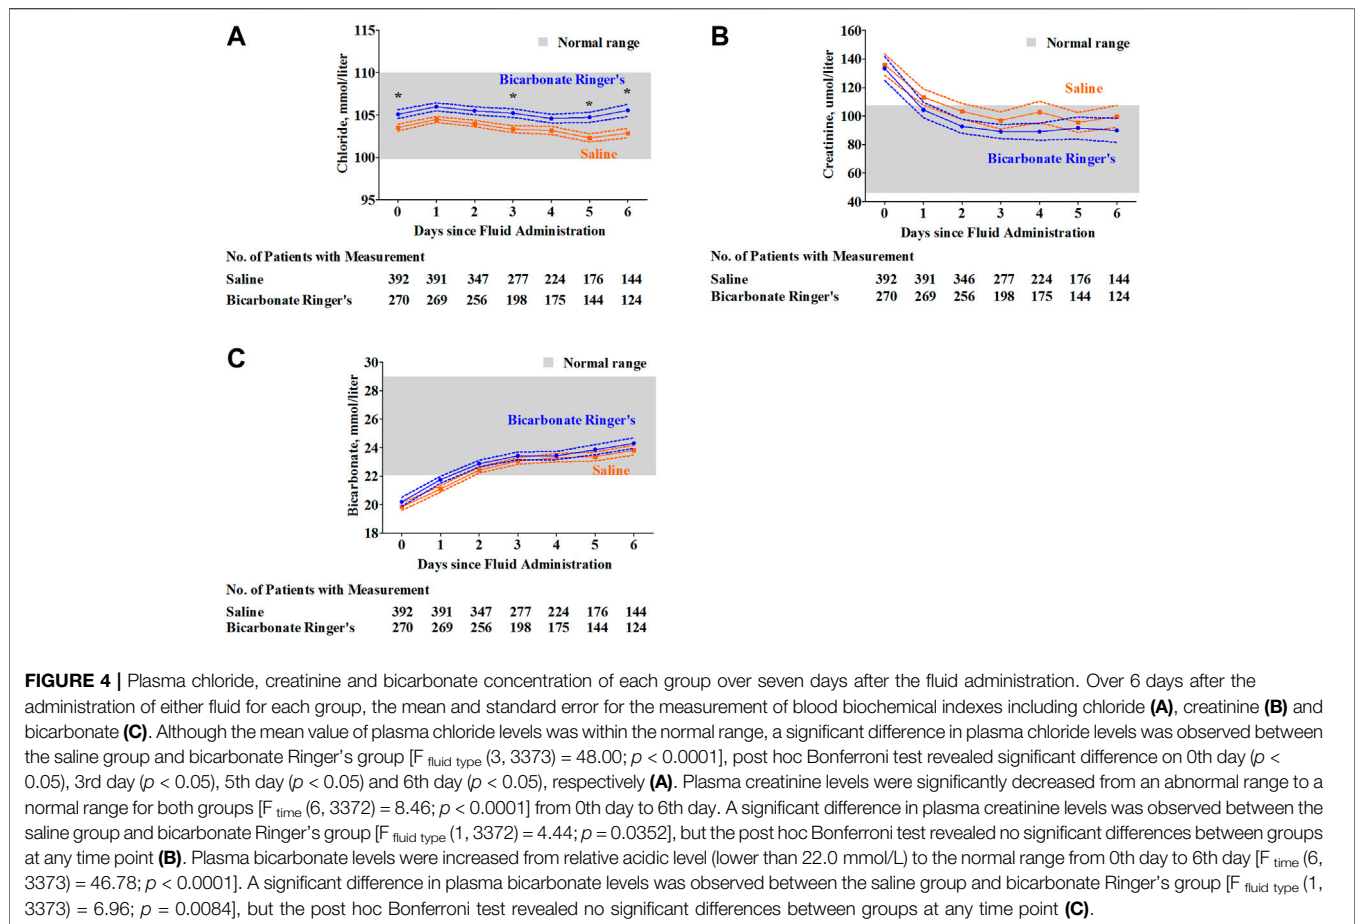 A
115
110
105
100
95
Chloride, mmol/liter
Normal range
Bicarbonate Ringer's
* * * *
Saline
0 1 2 3 4 5 6
Days since Fluid Administration
No. of Patients with Measurement
Saline 392 391 347 277 224 176 144
Bicarbonate Ringer's 270 269 256 198 175 144 124
B
160
140
120
100
80
60
40
Creatinine, umol/liter
Normal range
Saline
Bicarbonate Ringer's
0 1 2 3 4 5 6
Days since Fluid Administration
No. of Patients with Measurement
Saline 392 391 346 277 224 176 144
Bicarbonate Ringer's 270 269 256 198 175 144 124
C
30
28
26
24
22
20
18
Bicarbonate, mmol/liter
Normal range
Bicarbonate Ringer's
Saline
0 1 2 3 4 5 6
Days since Fluid Administration
No. of Patients with Measurement
Saline 392 391 347 277 224 176 144
Bicarbonate Ringer's 270 269 256 198 175 144 124
FIGURE 4 | Plasma chloride, creatinine and bicarbonate concentration of each group over seven days after the fluid administration. Over 6 days after the
administration of either fluid for each group, the mean and standard error for the measurement of blood biochemical indexes including chloride (A), creatinine (B) and
bicarbonate (C). Although the mean value of plasma chloride levels was within the normal range, a significant difference in plasma chloride levels was observed between
the saline group and bicarbonate Ringer's group [F fluid type (3, 3373) = 48.00; p < 0.0001], post hoc Bonferroni test revealed significant difference on 0th day (p <
0.05), 3rd day (p < 0.05), 5th day (p < 0.05) and 6th day (p < 0.05), respectively (A). Plasma creatinine levels were significantly decreased from an abnormal range to a
normal range for both groups [F time (6, 3372) = 8.46; p < 0.0001] from 0th day to 6th day. A significant difference in plasma creatinine levels was observed between the
saline group and bicarbonate Ringer's group [F fluid type (1, 3372) = 4.44; p = 0.0352], but the post hoc Bonferroni test revealed no significant differences between groups
at any time point (B). Plasma bicarbonate levels were increased from relative acidic level (lower than 22.0 mmol/L) to the normal range from 0th day to 6th day [F time (6,
3373) = 46.78; p < 0.0001]. A significant difference in plasma bicarbonate levels was observed between the saline group and bicarbonate Ringer's group [F fluid type (1,
3373) = 6.96; p = 0.0084], but the post hoc Bonferroni test revealed no significant differences between groups at any time point (C).